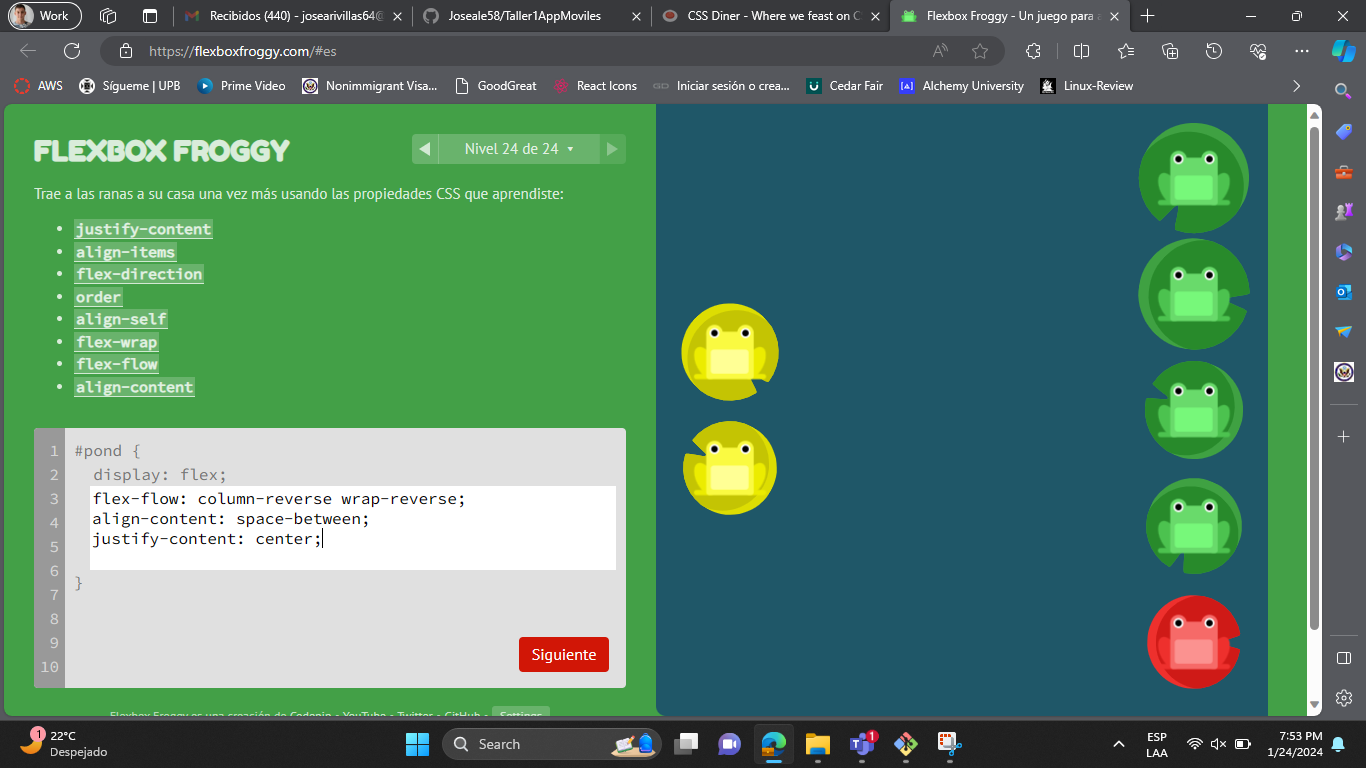 Work
Recibidos (440) - josearivillas64@
Joseale58/Taller1AppMoviles
CSS Diner - Where we feast on C
Flexbox Froggy - Un juego para a
https://flexboxfroggy.com/#es
AWS
Sígueme | UPB
Prime Video
Nonimmigrant Visa...
GoodGreat
React Icons
Iniciar sesión o crea...
Cedar Fair
Alchemy University
Linux-Review
FLEXBOX FROGGY
Nivel 24 de 24
Trae a las ranas a su casa una vez más usando las propiedades CSS que aprendiste:
• justify-content
• align-items
• flex-direction
• order
• align-self
• flex-wrap
• flex-flow
• align-content
1 #pond {
2 display: flex;
3 flex-flow: column-reverse wrap-reverse;
4 align-content: space-between;
5 justify-content: center;
6
7 }
8
9
10
Siguiente
Flexbox Froggy es una creación de Codepip • YouTube • Twitter • GitHub • Settings
1
22°C
Despejado
Search
1
ESP
LAA
7:53 PM
1/24/2024